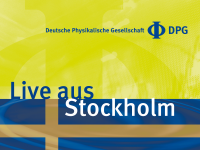 Deutsche Physikalische Gesellschaft DPG
Live aus
Stockholm